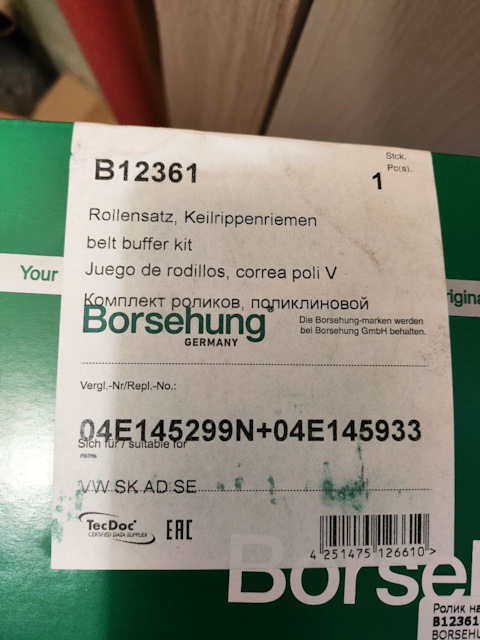 B12361
Stck.
Pc(s).
1
Rollensatz, Keilrippenriemen
belt buffer kit
Juego de rodillos, correa poli V
Комплект роликов, поликлиновой
Your
Borsehung®
GERMANY
Die Borsehung-marken werden
bei Borsehung GmbH behalten.
Vergl.-Nr/Repl.-No.:
04E145299N+04E145933
Sich für / suitable for
VW SK AD SE
TecDoc
CERTIFIED DATA SUPPLIER
EAC
4 251475 126610 >
Borseh
Ролик на
B12361
BORSEHU